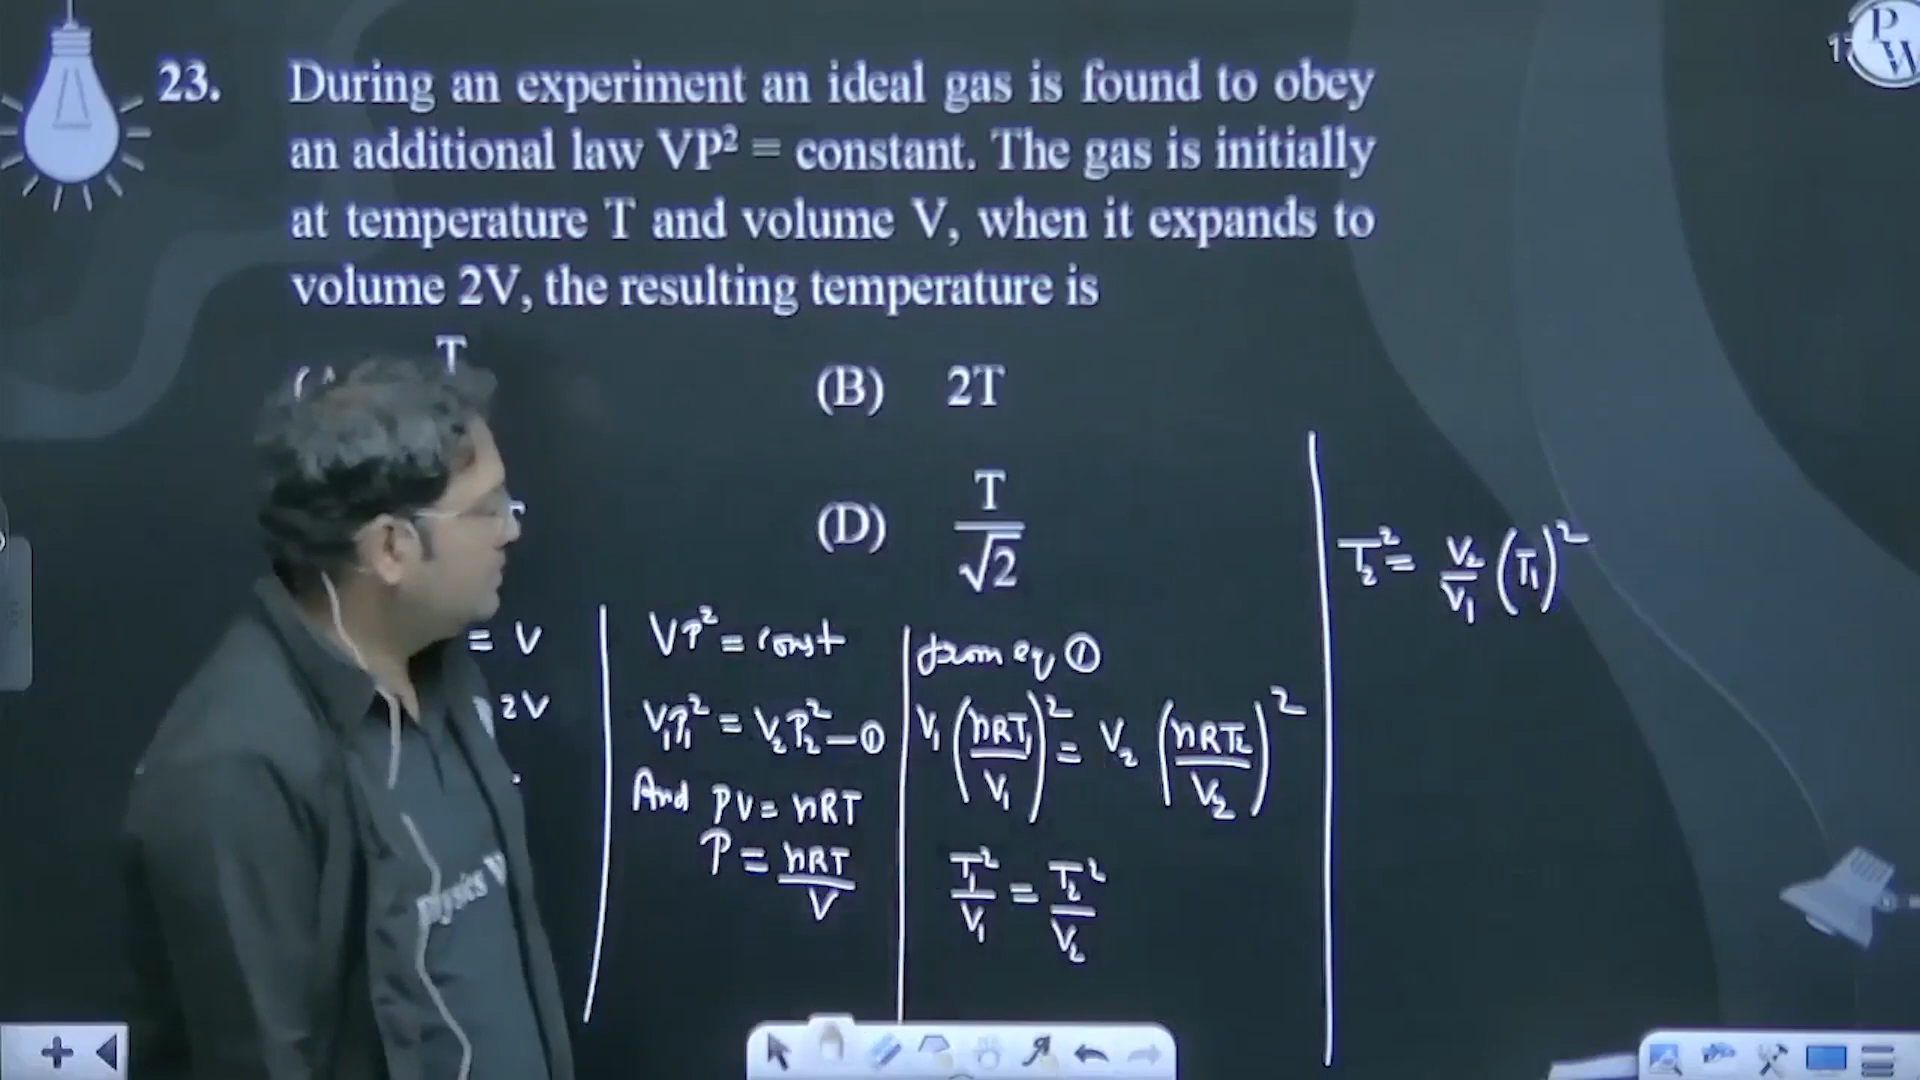 23. During an experiment an ideal gas is found to obey
an additional law VP² = constant. The gas is initially
at temperature T and volume V, when it expands to
volume 2V, the resulting temperature is
T
(B) 2T
(D) T/√2
= V
2V
VP² = const
V₁P₁² = V₂P₂² — ①
And PV = nRT
P = nRT/V
from eq ①
V₁ (nRT₁/V₁)² = V₂ (nRT₂/V₂)²
T₁²/V₁ = T₂²/V₂
T₂² = V₂/V₁ (T₁)²
PW